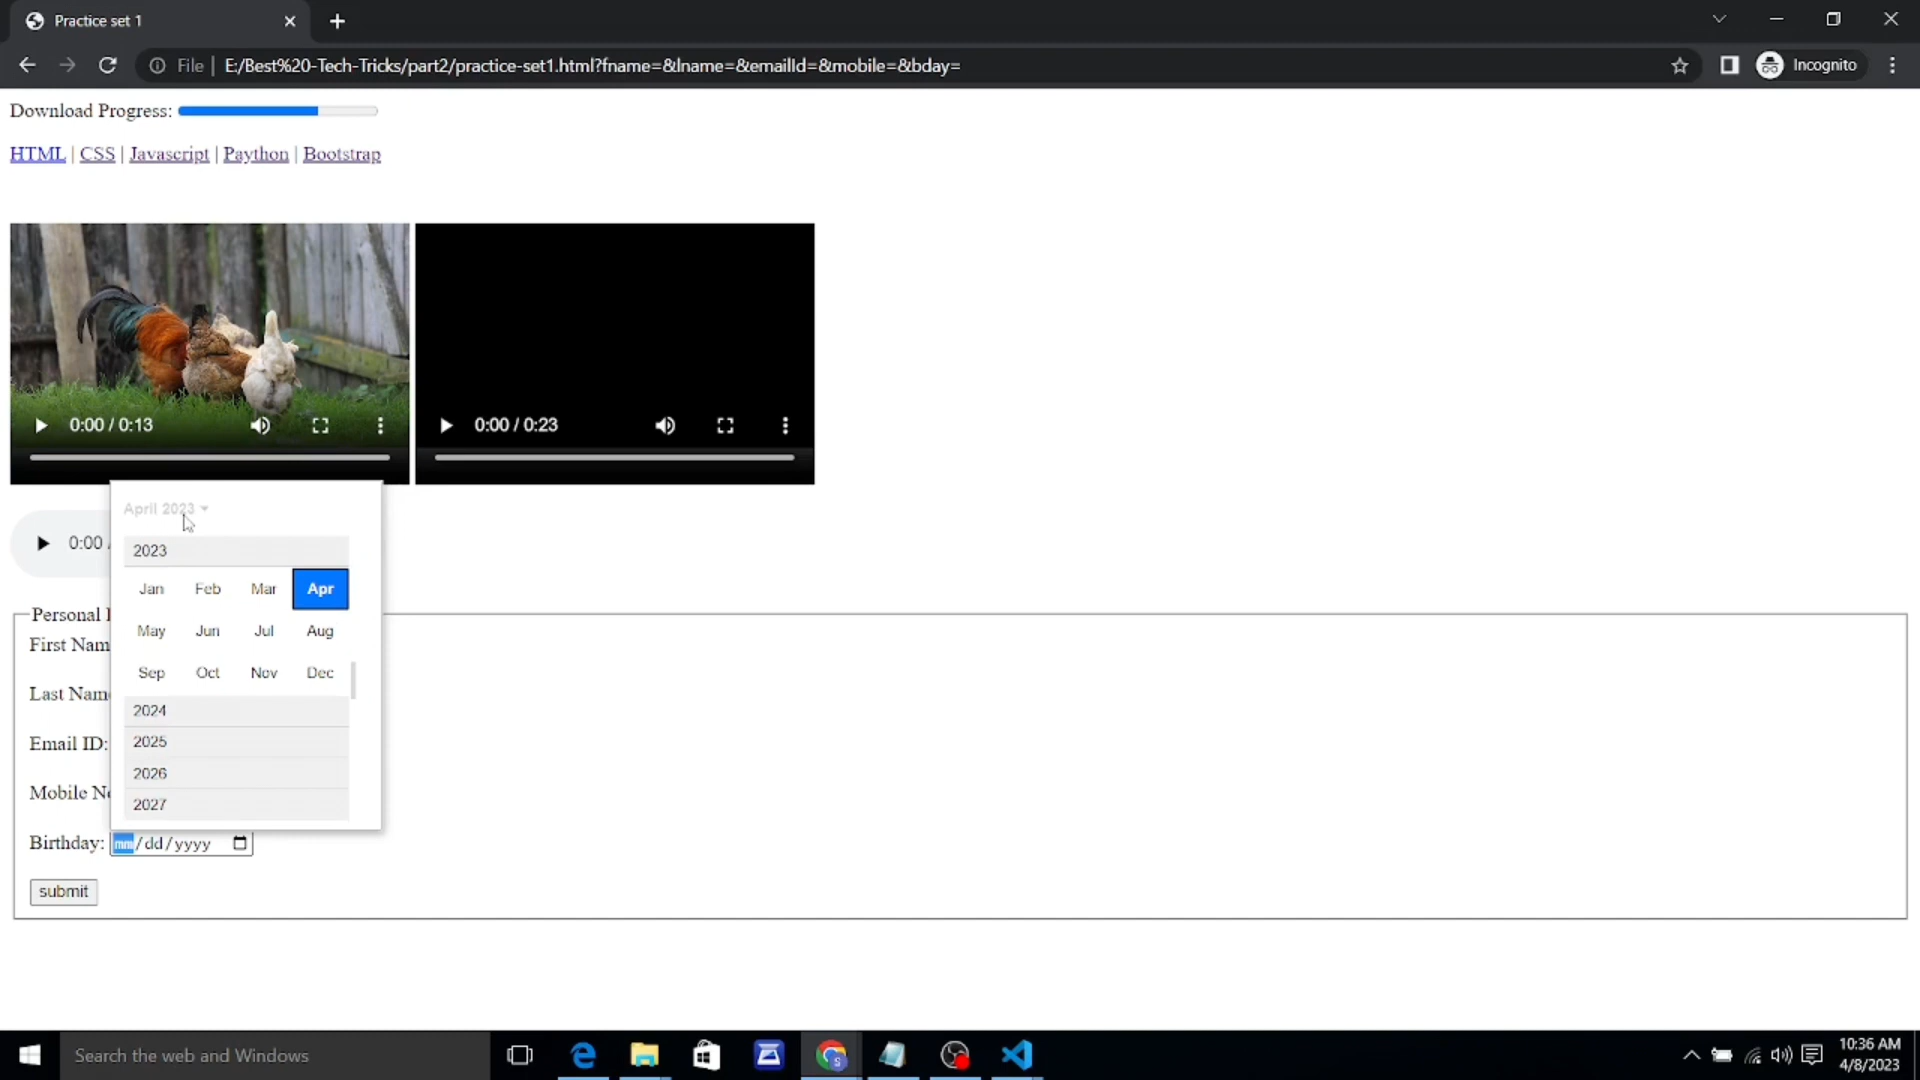 Practice set 1
File | E:/Best%20-Tech-Tricks/part2/practice-set1.html?fname=&lname=&emailId=&mobile=&bday=
Incognito
Download Progress:
HTML | CSS | Javascript | Paython | Bootstrap
0:00 / 0:13
0:00 / 0:23
April 2023
0:00 /
2023
Jan Feb Mar Apr
May Jun Jul Aug
Sep Oct Nov Dec
2024
2025
2026
2027
Personal
First Nam
Last Nam
Email ID:
Mobile N
Birthday: mm/dd/yyyy
submit
Search the web and Windows
10:36 AM
4/8/2023